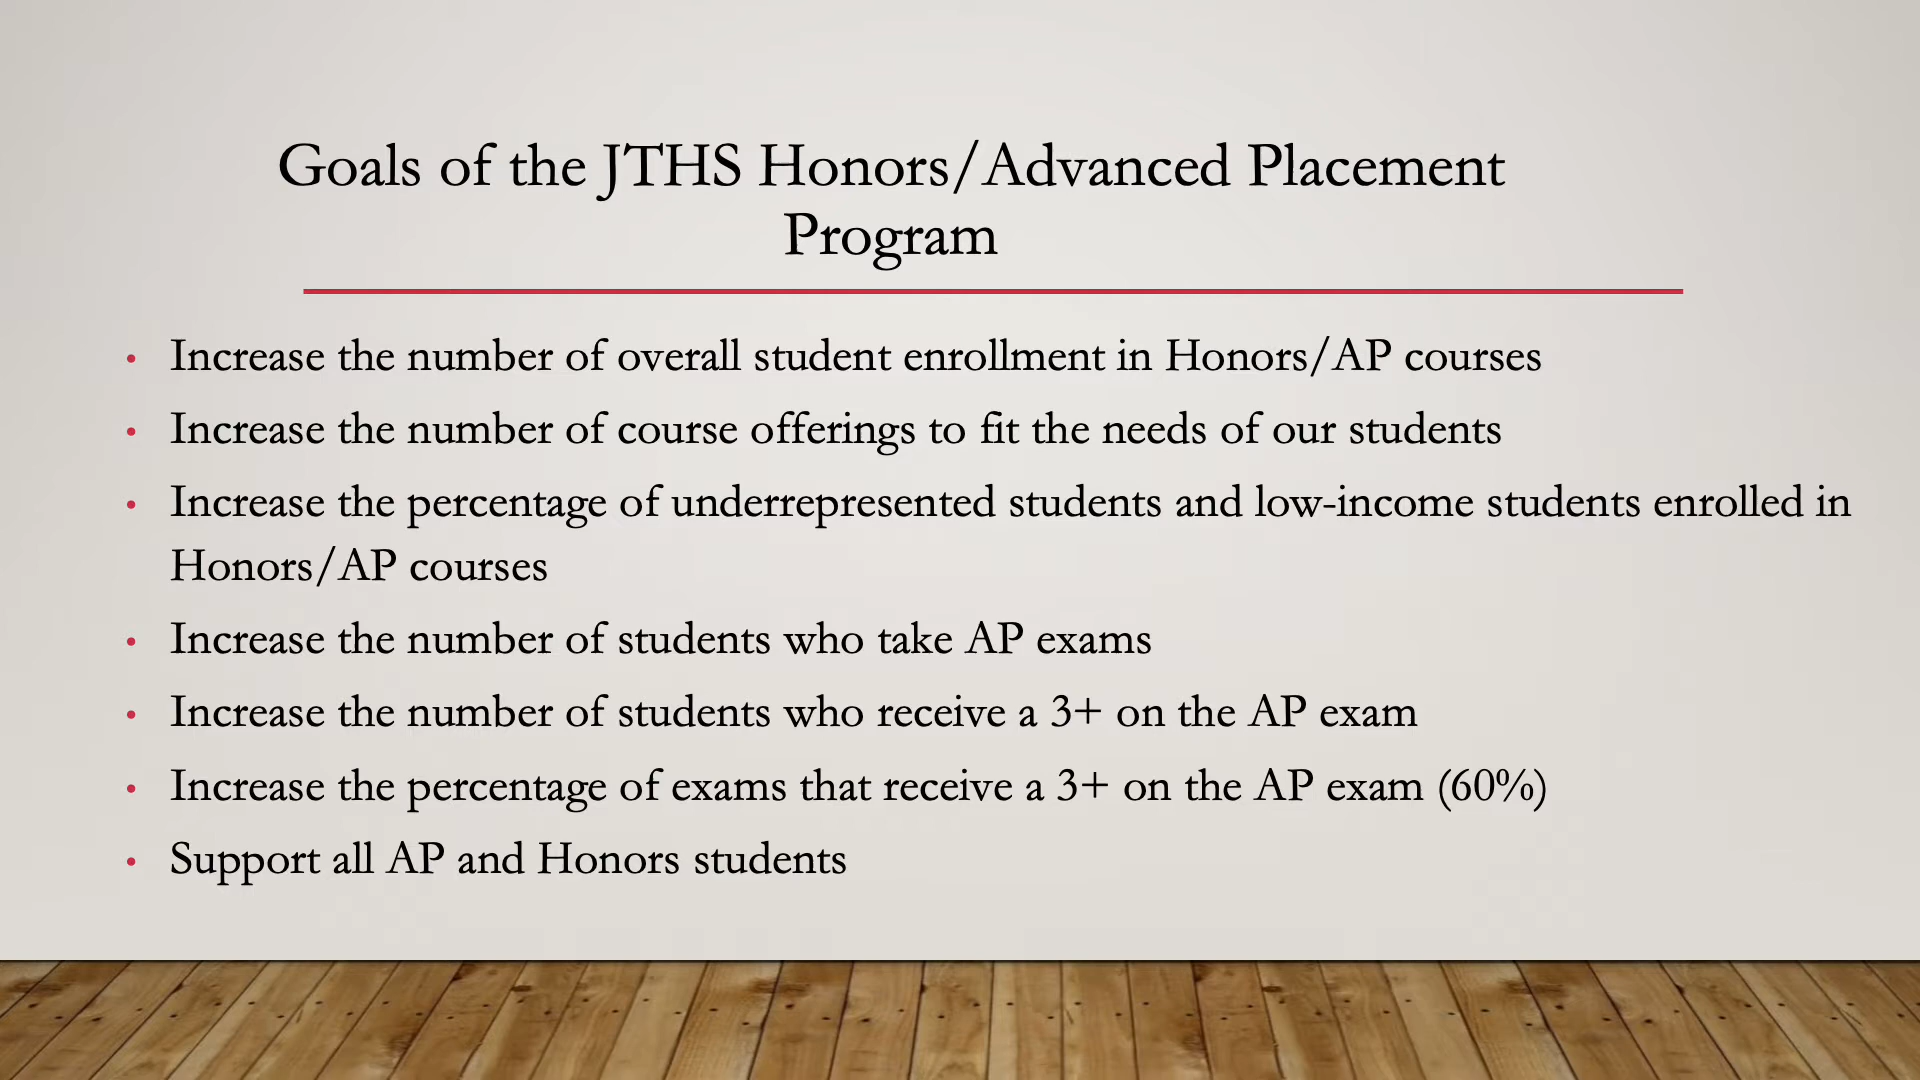 Goals of the JTHS Honors/Advanced Placement
Program
• Increase the number of overall student enrollment in Honors/AP courses
• Increase the number of course offerings to fit the needs of our students
• Increase the percentage of underrepresented students and low-income students enrolled in
Honors/AP courses
• Increase the number of students who take AP exams
• Increase the number of students who receive a 3+ on the AP exam
• Increase the percentage of exams that receive a 3+ on the AP exam (60%)
• Support all AP and Honors students